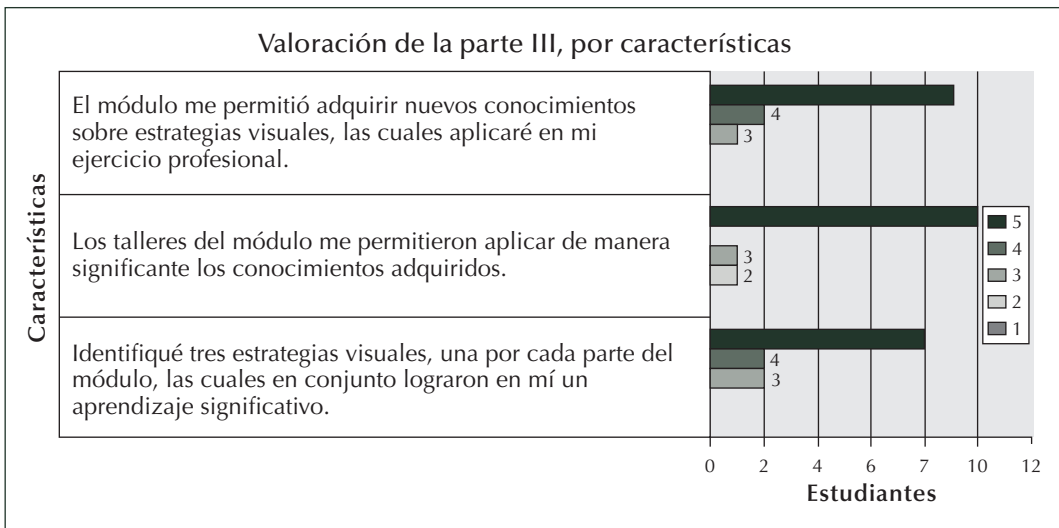 Valoración de la parte III, por características
Características
El módulo me permitió adquirir nuevos conocimientos
sobre estrategias visuales, las cuales aplicaré en mi
ejercicio profesional.
4
3
Los talleres del módulo me permitieron aplicar de manera
significante los conocimientos adquiridos.
3
2
Identifiqué tres estrategias visuales, una por cada parte del
módulo, las cuales en conjunto lograron en mí un
aprendizaje significativo.
4
3
5
4
3
2
1
0 2 4 6 7 10 12
Estudiantes